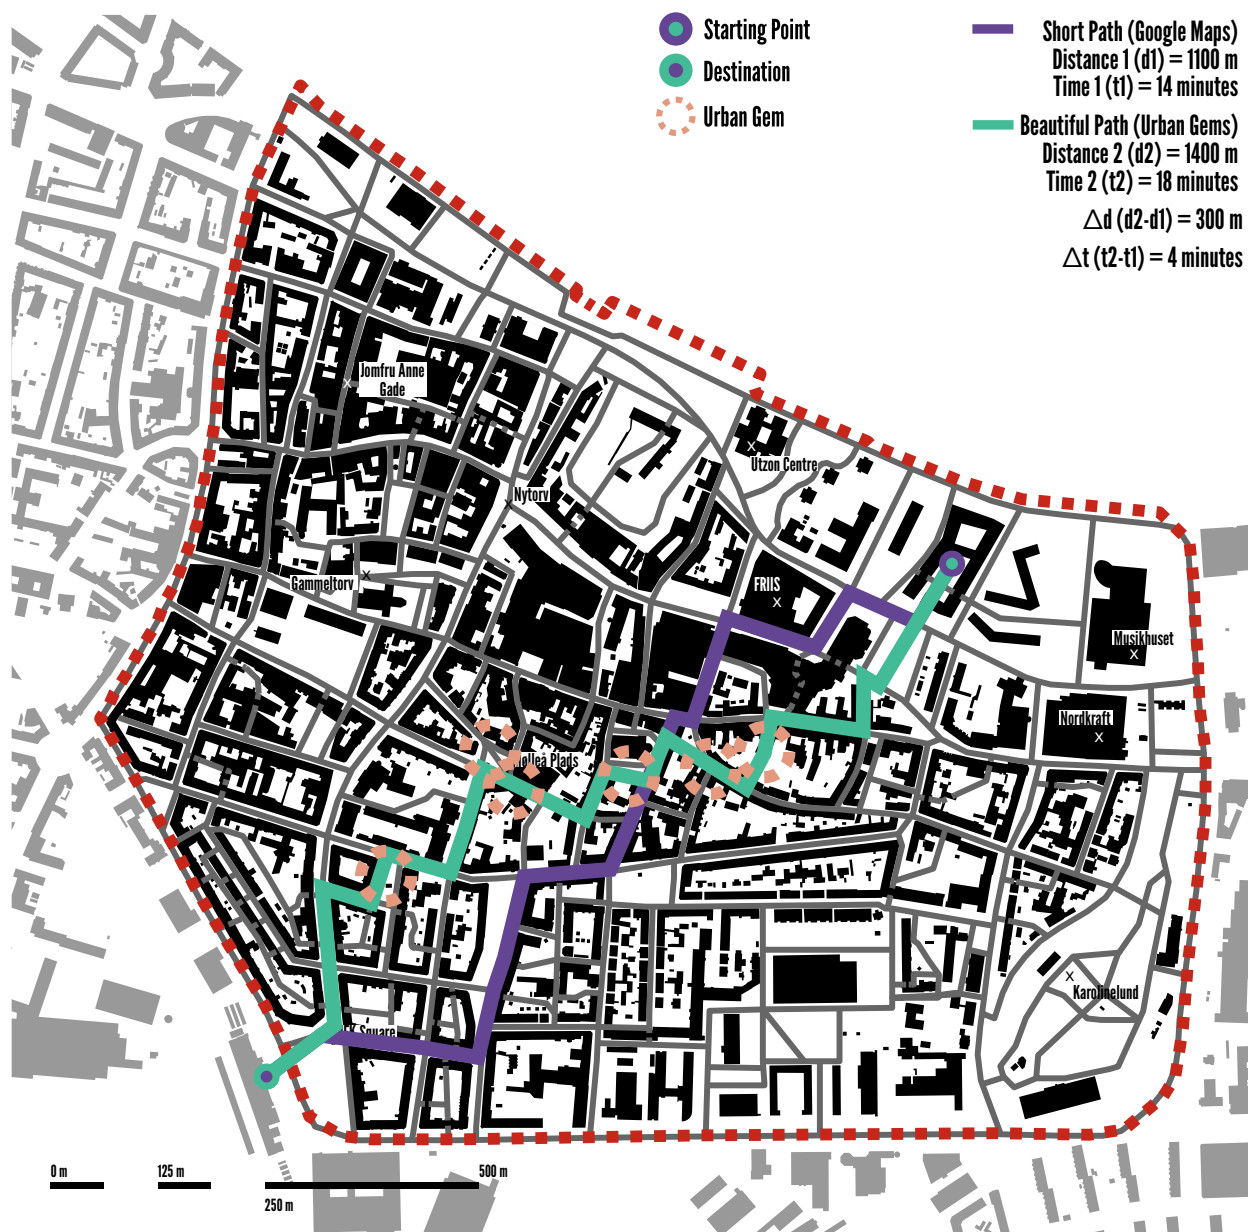 Starting Point
Destination
Urban Gem
Short Path (Google Maps)
Distance 1 (d1) = 1100 m
Time 1 (t1) = 14 minutes
Beautiful Path (Urban Gems)
Distance 2 (d2) = 1400 m
Time 2 (t2) = 18 minutes
△d (d2-d1) = 300 m
△t (t2-t1) = 4 minutes
Jomfru Anne
Gade
x
x
Utzon Centre
Nytorv
x
Gammeltorv
x
FRIIS
x
Musikhuset
x
Nordkraft
x
Plads
x
Karolinelund
Square
0 m
125 m
500 m
250 m